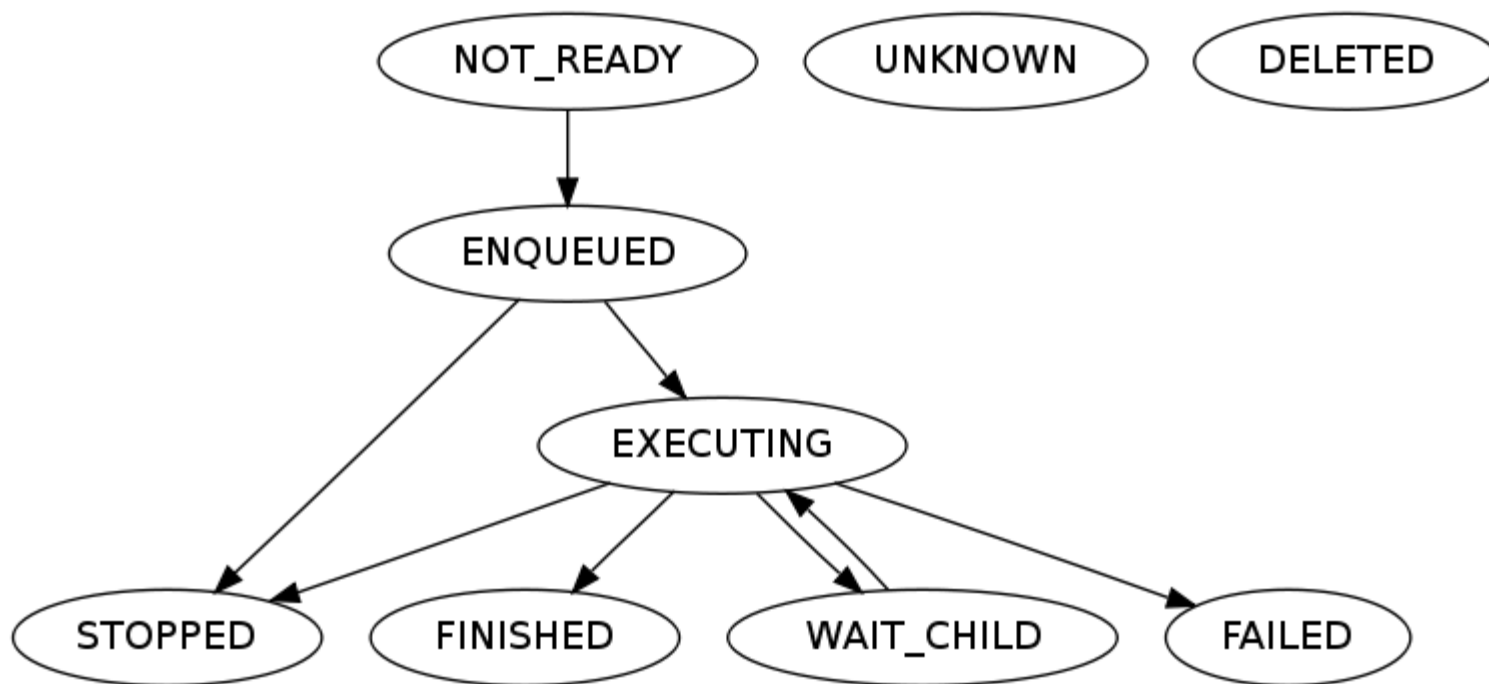 NOT_READY
UNKNOWN
DELETED
ENQUEUED
EXECUTING
STOPPED
FINISHED
WAIT_CHILD
FAILED